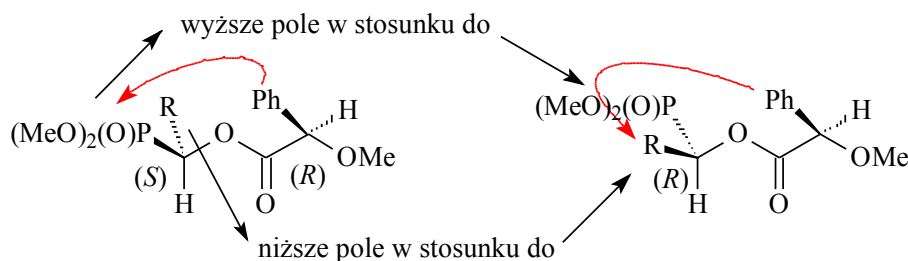 wyższe pole w stosunku do
Ph
H
R
(MeO)₂(O)P
O
OMe
(S)
(R)
H
O
(MeO)₂(O)P
Ph
H
R
O
OMe
(R)
H
O
niższe pole w stosunku do